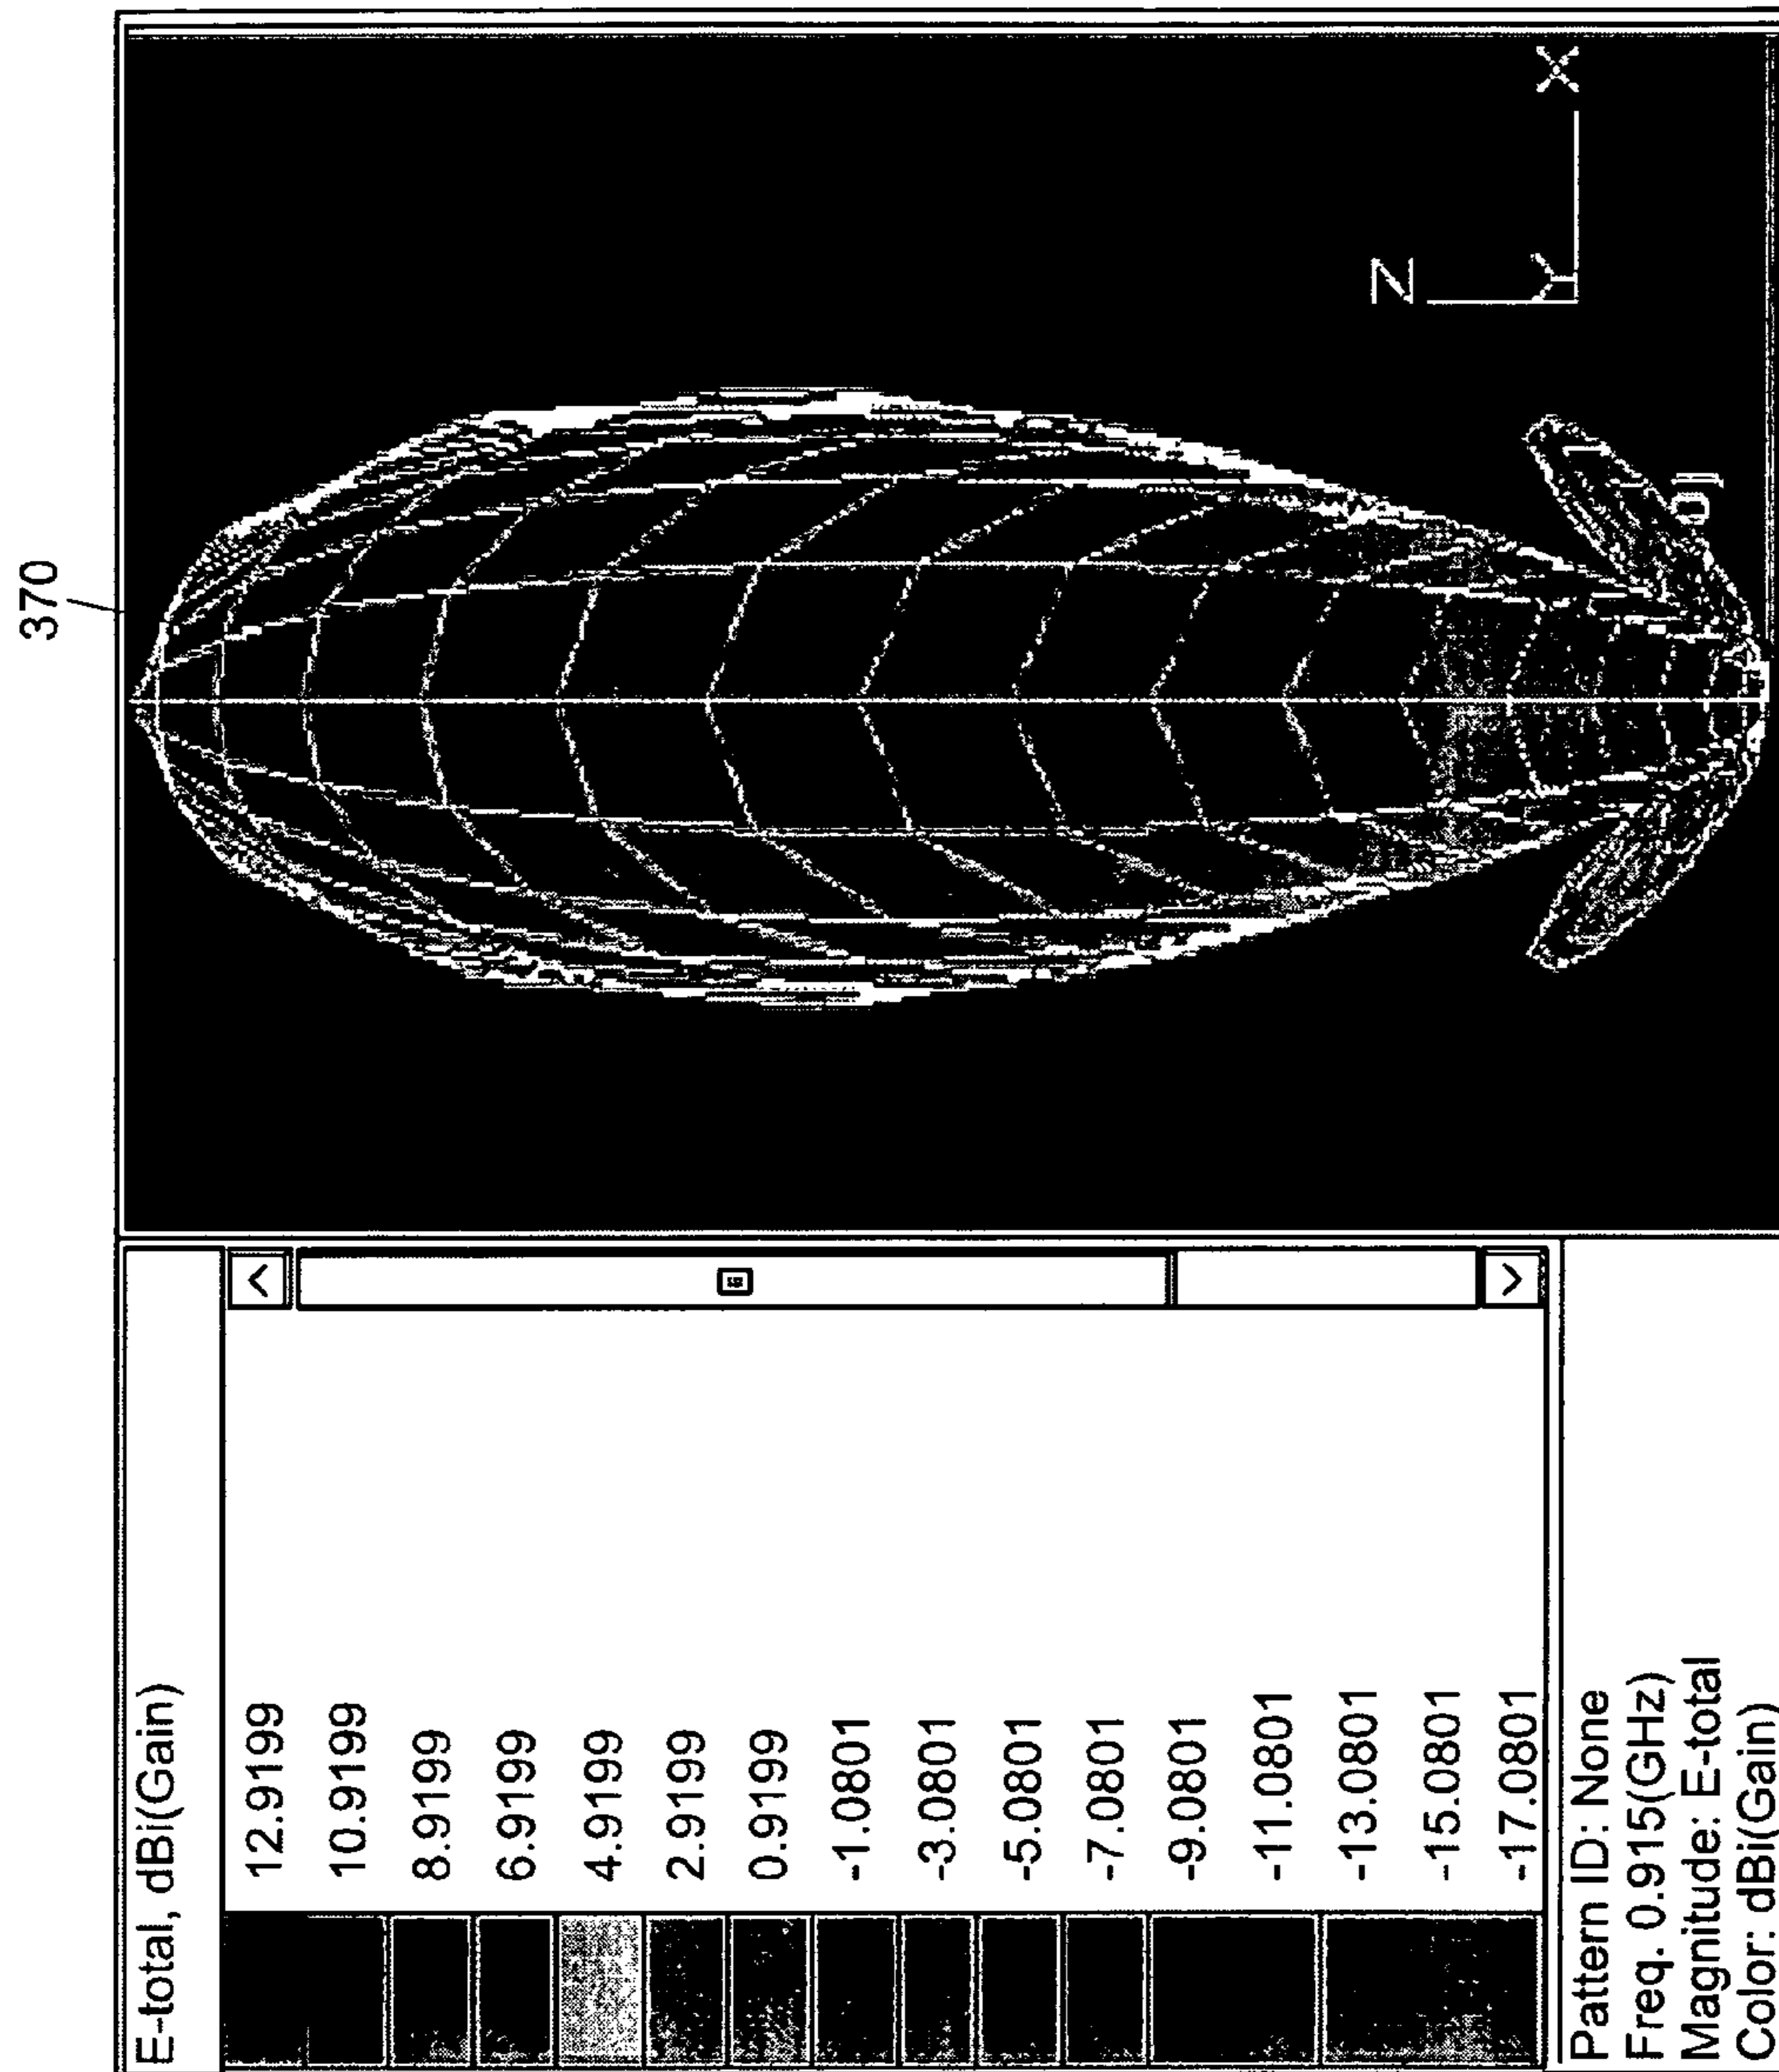 370
E-total, dBi(Gain)
12.9199
10.9199
8.9199
6.9199
4.9199
2.9199
0.9199
-1.0801
-3.0801
-5.0801
-7.0801
-9.0801
-11.0801
-13.0801
-15.0801
-17.0801
Pattern ID: None
Freq. 0.915(GHz)
Magnitude: E-total
Color: dBi(Gain)
Z
Y
X